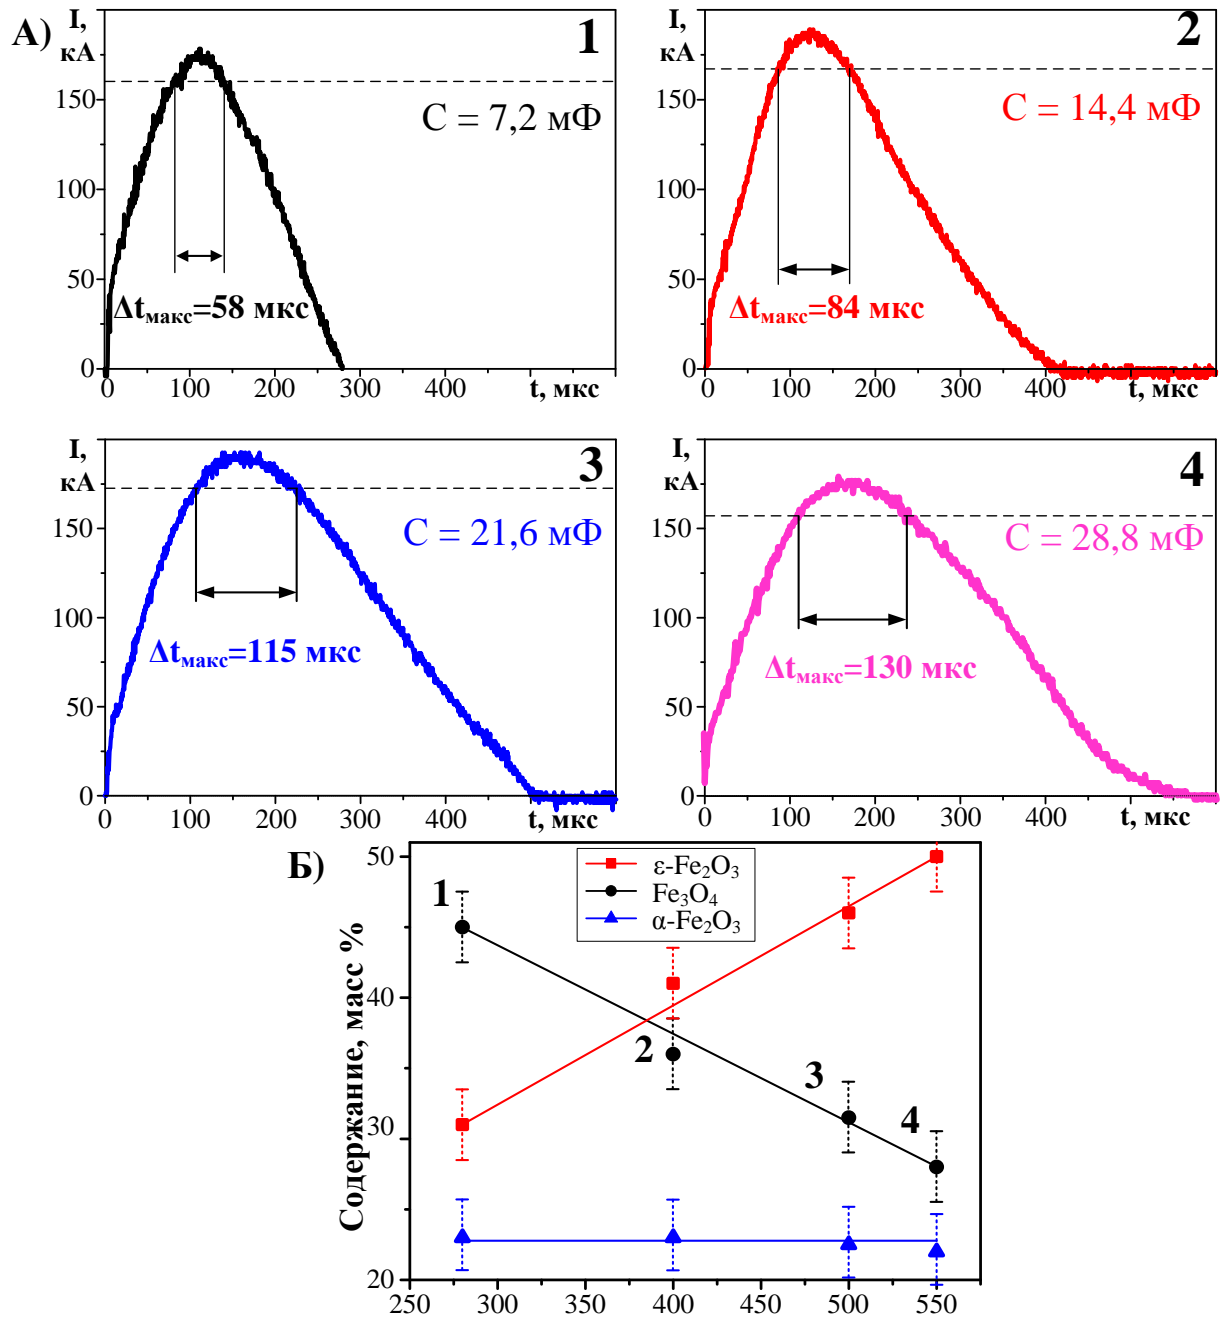 А)
I,
кА
1
150
C = 7,2 мФ
100
50
Δtмакс=58 мкс
0
0 100 200 300 400 t, мкс
I,
кА
2
150
C = 14,4 мФ
100
50
Δtмакс=84 мкс
0
0 100 200 300 400 t, мкс
I,
кА
3
150
C = 21,6 мФ
100
Δtмакс=115 мкс
50
0
0 100 200 300 400 t, мкс
I,
кА
4
150
C = 28,8 мФ
100
Δtмакс=130 мкс
50
0
0 100 200 300 400 t, мкс
Б)
Содержание, масс %
50
ε-Fe₂O₃
Fe₃O₄
α-Fe₂O₃
1
40
2
3
4
30
20
250 300 350 400 450 500 550